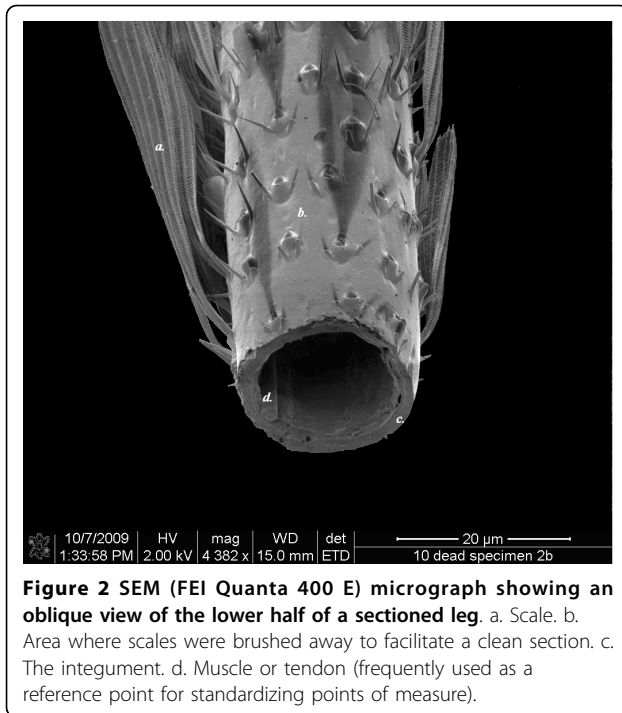 a.
b.
d.
c.
10/7/2009 HV mag WD det 20 µm
1:33:58 PM 2.00 kV 4 382 x 15.0 mm ETD 10 dead specimen 2b
Figure 2 SEM (FEI Quanta 400 E) micrograph showing an
oblique view of the lower half of a sectioned leg. a. Scale. b.
Area where scales were brushed away to facilitate a clean section. c.
The integument. d. Muscle or tendon (frequently used as a
reference point for standardizing points of measure).